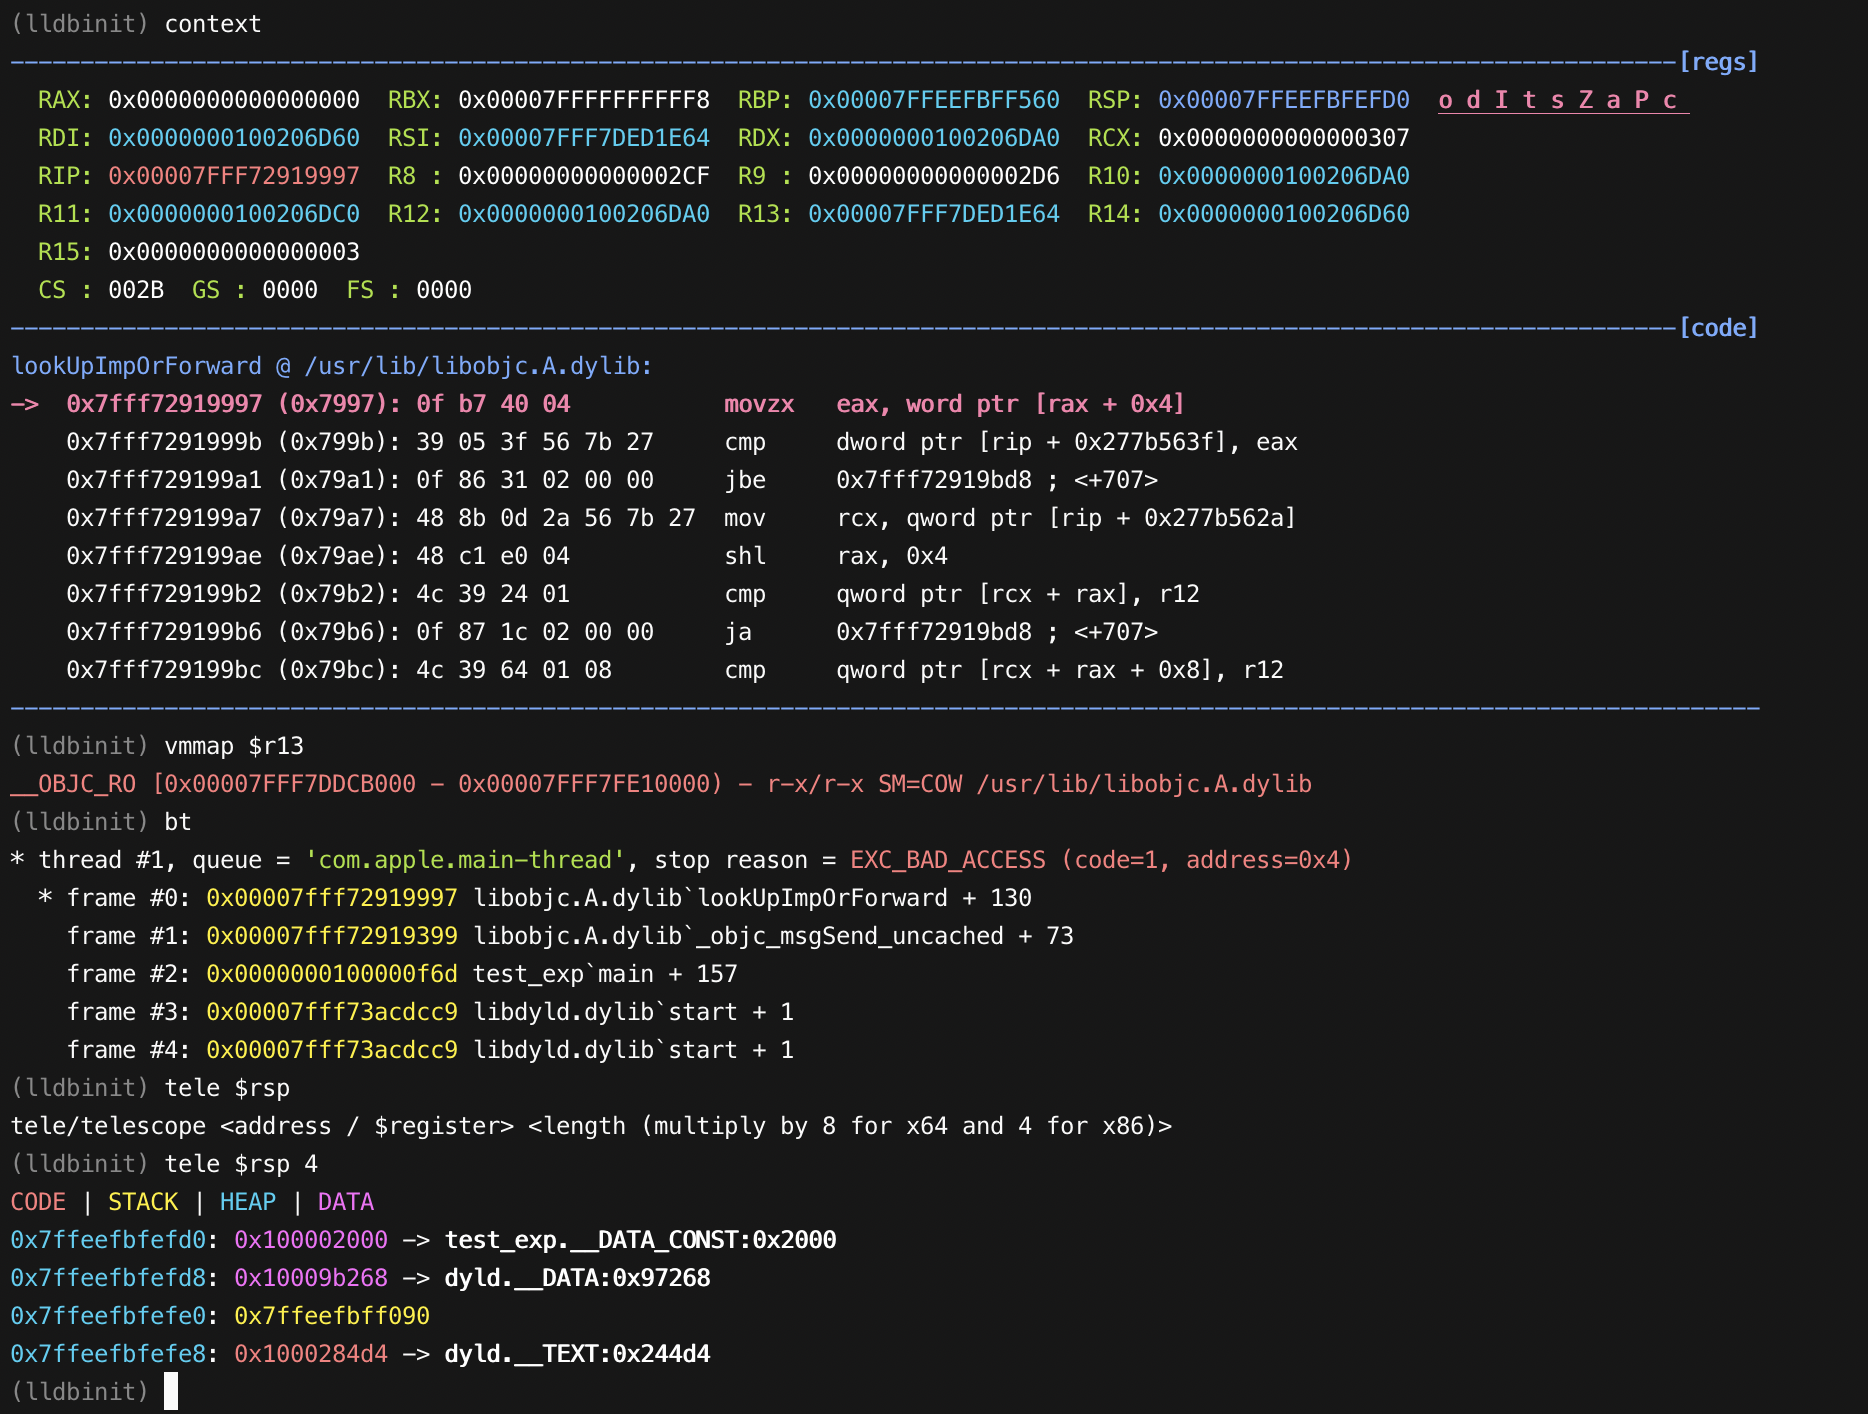 (lldbinit) context
-----------------------------------------------------------------------------------------------------------------------[regs]
  RAX: 0x0000000000000000  RBX: 0x00007FFFFFFFFFF8  RBP: 0x00007FFEEFBFF560  RSP: 0x00007FFEEFBFEFD0  o d I t s Z a P c
  RDI: 0x0000000100206D60  RSI: 0x00007FFF7DED1E64  RDX: 0x0000000100206DA0  RCX: 0x0000000000000307
  RIP: 0x00007FFF72919997  R8 : 0x00000000000002CF  R9 : 0x00000000000002D6  R10: 0x0000000100206DA0
  R11: 0x0000000100206DC0  R12: 0x0000000100206DA0  R13: 0x00007FFF7DED1E64  R14: 0x0000000100206D60
  R15: 0x0000000000000003
  CS : 002B  GS : 0000  FS : 0000
-----------------------------------------------------------------------------------------------------------------------[code]
lookUpImpOrForward @ /usr/lib/libobjc.A.dylib:
->  0x7fff72919997 (0x7997): 0f b7 40 04           movzx   eax, word ptr [rax + 0x4]
    0x7fff7291999b (0x799b): 39 05 3f 56 7b 27     cmp     dword ptr [rip + 0x277b563f], eax
    0x7fff729199a1 (0x79a1): 0f 86 31 02 00 00     jbe     0x7fff72919bd8 ; <+707>
    0x7fff729199a7 (0x79a7): 48 8b 0d 2a 56 7b 27  mov     rcx, qword ptr [rip + 0x277b562a]
    0x7fff729199ae (0x79ae): 48 c1 e0 04           shl     rax, 0x4
    0x7fff729199b2 (0x79b2): 4c 39 24 01           cmp     qword ptr [rcx + rax], r12
    0x7fff729199b6 (0x79b6): 0f 87 1c 02 00 00     ja      0x7fff72919bd8 ; <+707>
    0x7fff729199bc (0x79bc): 4c 39 64 01 08        cmp     qword ptr [rcx + rax + 0x8], r12
-----------------------------------------------------------------------------------------------------------------------------
(lldbinit) vmmap $r13
__OBJC_RO [0x00007FFF7DDCB000 - 0x00007FFF7FE10000) - r-x/r-x SM=COW /usr/lib/libobjc.A.dylib
(lldbinit) bt
* thread #1, queue = 'com.apple.main-thread', stop reason = EXC_BAD_ACCESS (code=1, address=0x4)
  * frame #0: 0x00007fff72919997 libobjc.A.dylib`lookUpImpOrForward + 130
    frame #1: 0x00007fff72919399 libobjc.A.dylib`_objc_msgSend_uncached + 73
    frame #2: 0x0000000100000f6d test_exp`main + 157
    frame #3: 0x00007fff73acdcc9 libdyld.dylib`start + 1
    frame #4: 0x00007fff73acdcc9 libdyld.dylib`start + 1
(lldbinit) tele $rsp
tele/telescope <address / $register> <length (multiply by 8 for x64 and 4 for x86)>
(lldbinit) tele $rsp 4
CODE | STACK | HEAP | DATA
0x7ffeefbfefd0: 0x100002000 -> test_exp.__DATA_CONST:0x2000
0x7ffeefbfefd8: 0x10009b268 -> dyld.__DATA:0x97268
0x7ffeefbfefe0: 0x7ffeefbff090
0x7ffeefbfefe8: 0x1000284d4 -> dyld.__TEXT:0x244d4
(lldbinit)